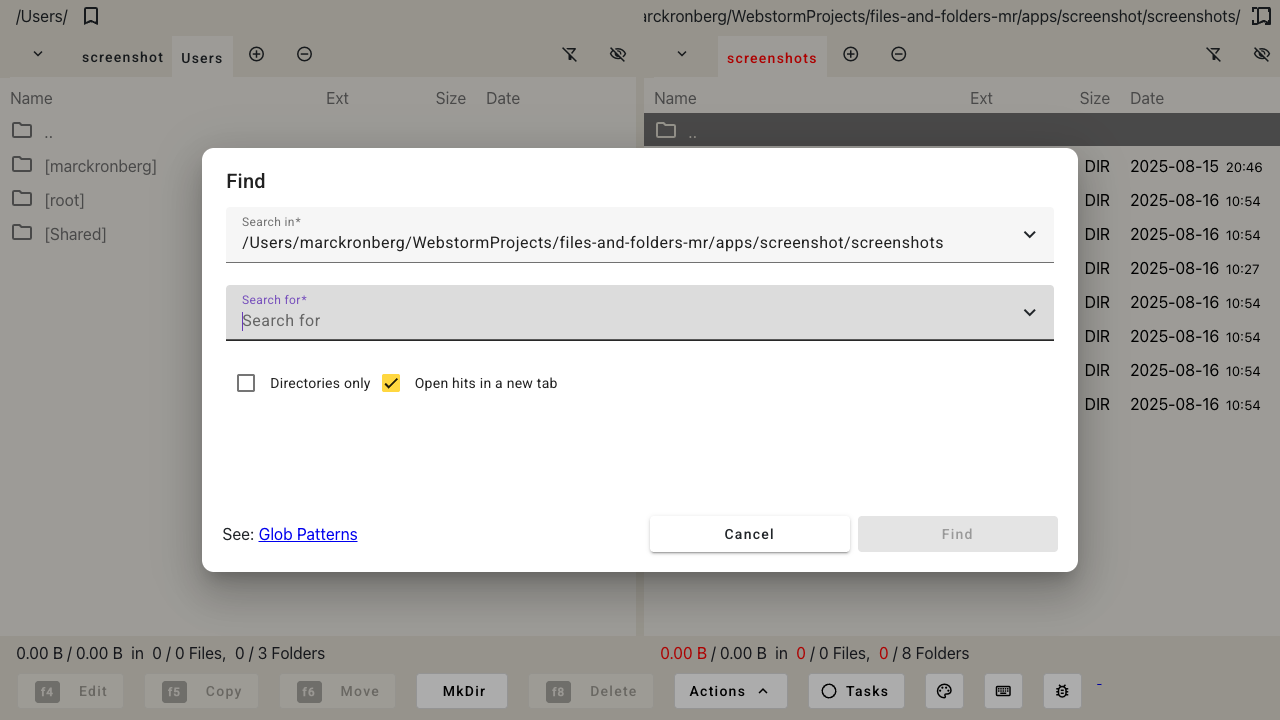 /Users/
rckronberg/WebstormProjects/files-and-folders-mr/apps/screenshot/screenshots/
screenshot Users
screenshots
Name Ext Size Date
Name Ext Size Date
..
..
[marckronberg]
DIR 2025-08-15 20:46
[root]
DIR 2025-08-16 10:54
[Shared]
DIR 2025-08-16 10:54
DIR 2025-08-16 10:27
DIR 2025-08-16 10:54
DIR 2025-08-16 10:54
DIR 2025-08-16 10:54
DIR 2025-08-16 10:54
Find
Search in*
/Users/marckronberg/WebstormProjects/files-and-folders-mr/apps/screenshot/screenshots
Search for*
Search for
Directories only Open hits in a new tab
See: Glob Patterns Cancel Find
0.00 B / 0.00 B in 0 / 0 Files, 0 / 3 Folders
0.00 B / 0.00 B in 0 / 0 Files, 0 / 8 Folders
f4 Edit f5 Copy f6 Move MkDir f8 Delete Actions Tasks